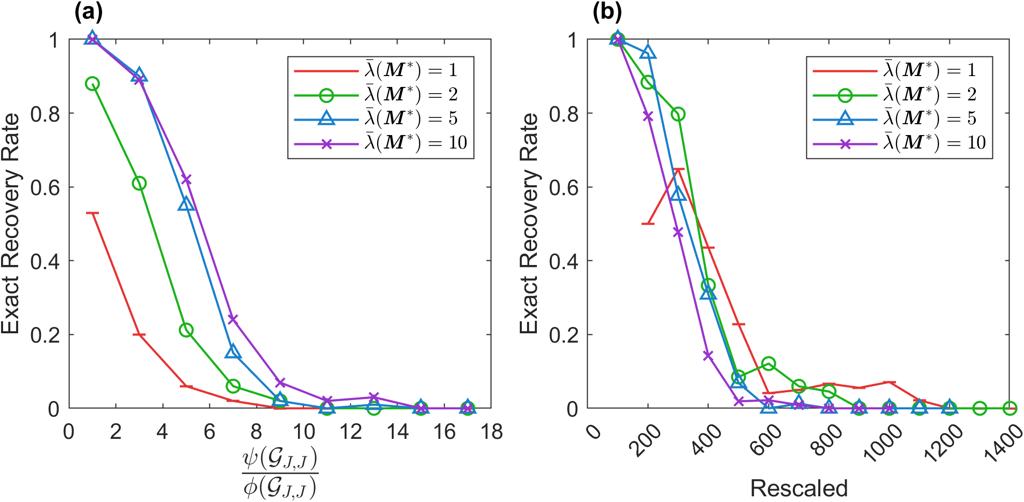 (a)
Exact Recovery Rate
1
0.8
0.6
0.4
0.2
0
0 2 4 6 8 10 12 14 16 18
ψ(𝒢_{J,J})
ϕ(𝒢_{J,J})
λ̄(M*) = 1
λ̄(M*) = 2
λ̄(M*) = 5
λ̄(M*) = 10
(b)
Exact Recovery Rate
1
0.8
0.6
0.4
0.2
0
0 200 400 600 800 1000 1200 1400
Rescaled
λ̄(M*) = 1
λ̄(M*) = 2
λ̄(M*) = 5
λ̄(M*) = 10